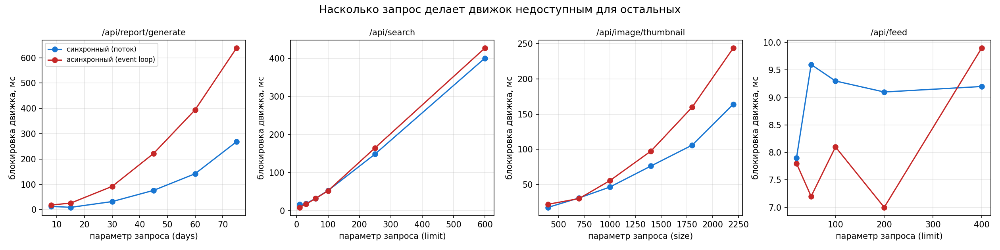 Насколько запрос делает движок недоступным для остальных
/api/report/generate
блокировка движка, мс
600
500
400
300
200
100
0
синхронный (поток)
асинхронный (event loop)
10 20 30 40 50 60 70
параметр запроса (days)
/api/search
блокировка движка, мс
400
300
200
100
0
0 100 200 300 400 500 600
параметр запроса (limit)
/api/image/thumbnail
блокировка движка, мс
250
200
150
100
50
500 750 1000 1250 1500 1750 2000 2250
параметр запроса (size)
/api/feed
блокировка движка, мс
10.0
9.5
9.0
8.5
8.0
7.5
7.0
100 200 300 400
параметр запроса (limit)